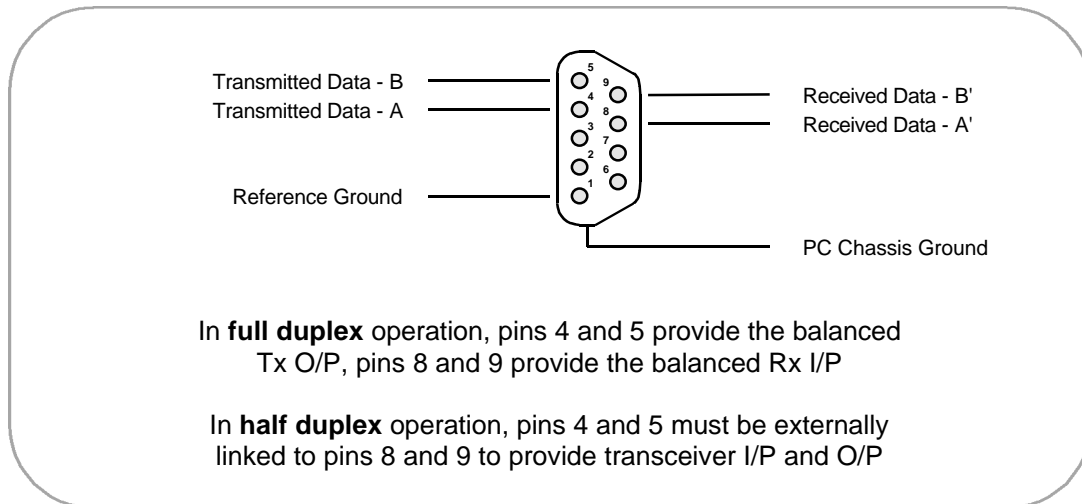 Transmitted Data - B
Transmitted Data - A
Reference Ground
5
4
3
2
1
9
8
7
6
Received Data - B'
Received Data - A'
PC Chassis Ground
In full duplex operation, pins 4 and 5 provide the balanced
Tx O/P, pins 8 and 9 provide the balanced Rx I/P
In half duplex operation, pins 4 and 5 must be externally
linked to pins 8 and 9 to provide transceiver I/P and O/P